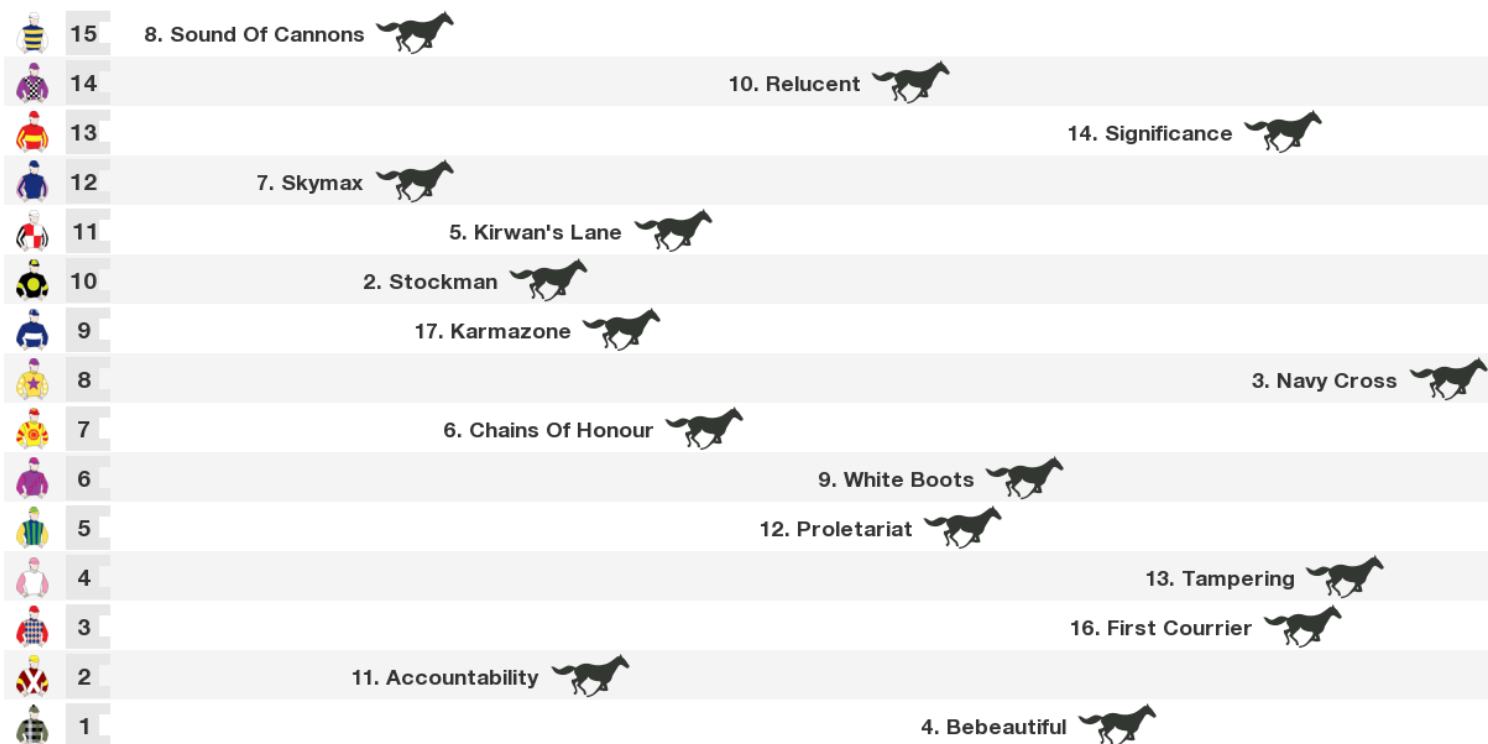 15 8. Sound Of Cannons
14 10. Relucent
13 14. Significance
12 7. Skymax
11 5. Kirwan's Lane
10 2. Stockman
9 17. Karmazone
8 3. Navy Cross
7 6. Chains Of Honour
6 9. White Boots
5 12. Proletariat
4 13. Tampering
3 16. First Courrier
2 11. Accountability
1 4. Bebeautiful